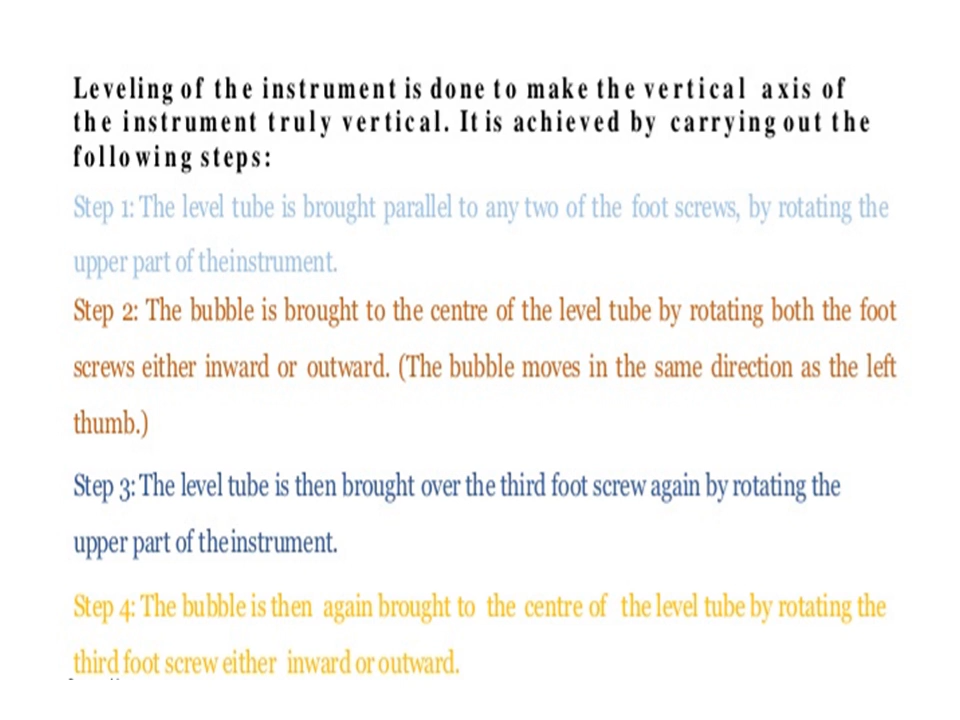 Leveling of the instrument is done to make the vertical axis of
the instrument truly vertical. It is achieved by carrying out the
following steps:
Step 1: The level tube is brought parallel to any two of the foot screws, by rotating the
upper part of theinstrument.
Step 2: The bubble is brought to the centre of the level tube by rotating both the foot
screws either inward or outward. (The bubble moves in the same direction as the left
thumb.)
Step 3: The level tube is then brought over the third foot screw again by rotating the
upper part of theinstrument.
Step 4: The bubble is then again brought to the centre of the level tube by rotating the
third foot screw either inward or outward.